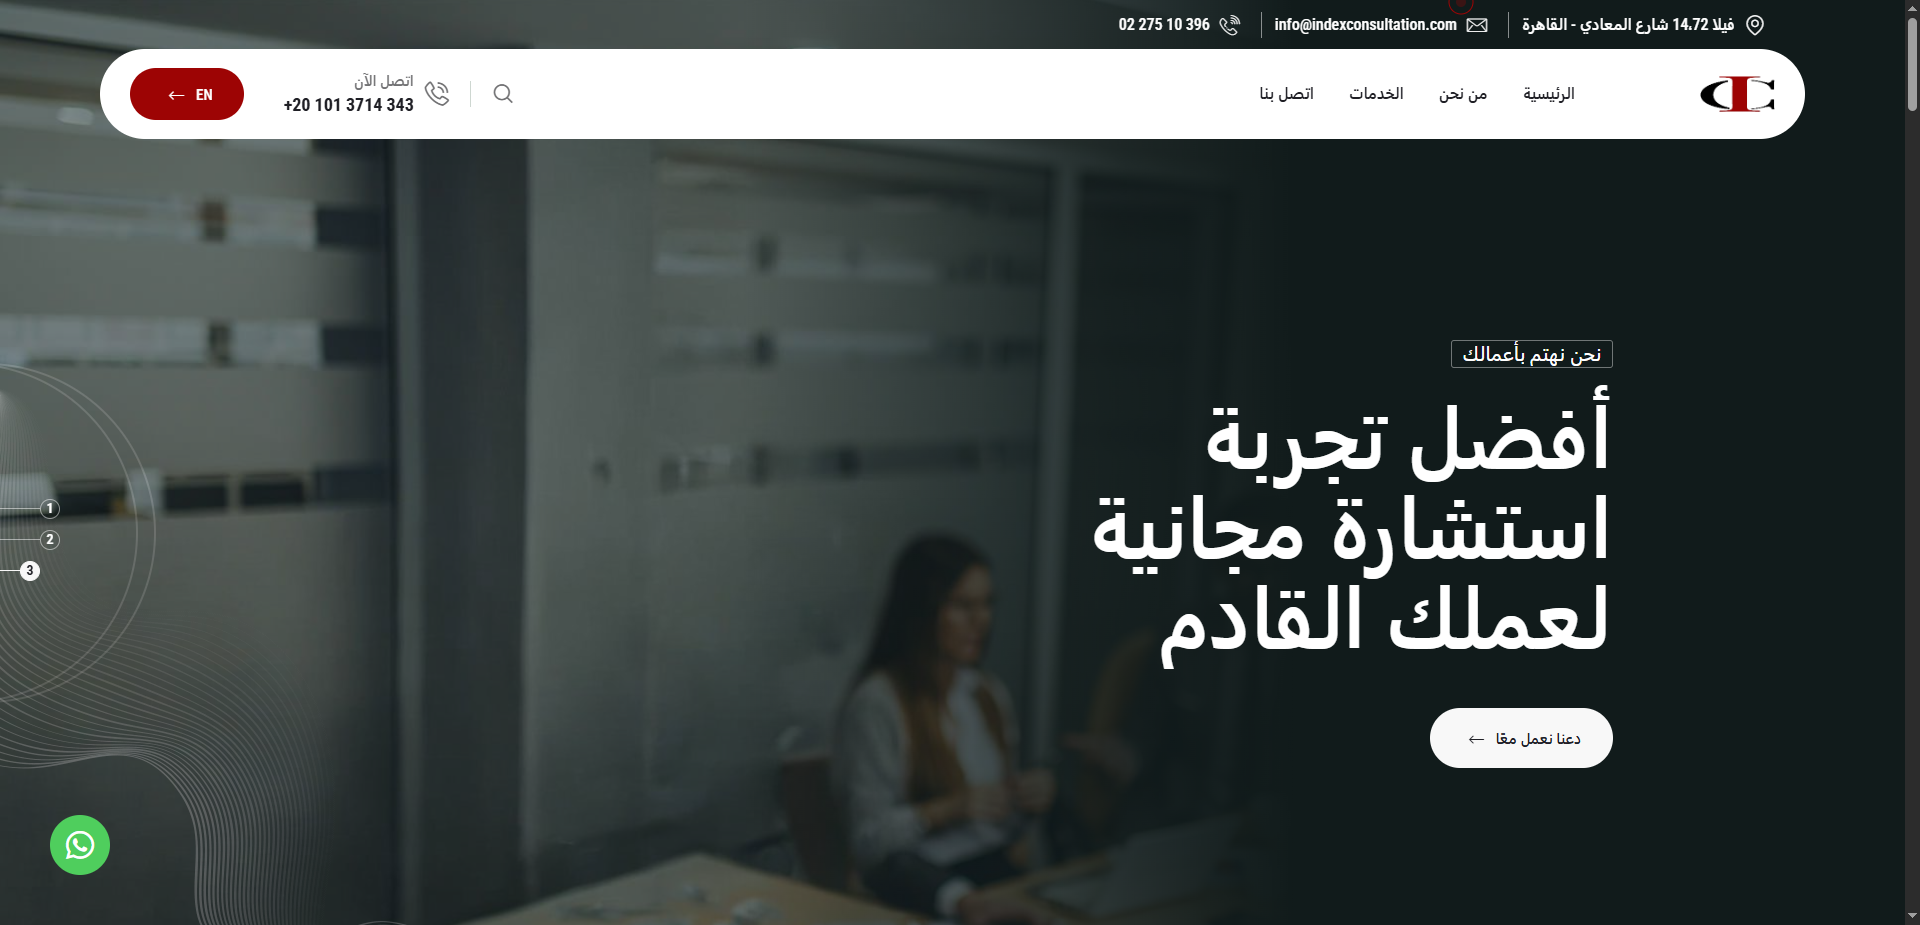 فيلا 14،72 شارع المعادي - القاهرة
info@indexconsultation.com
02 275 10 396
الرئيسية
من نحن
الخدمات
اتصل بنا
اتصل الآن
+20 101 3714 343
EN
نحن نهتم بأعمالك
أفضل تجربة
استشارة مجانية
لعملك القادم
دعنا نعمل معًا
1
2
3